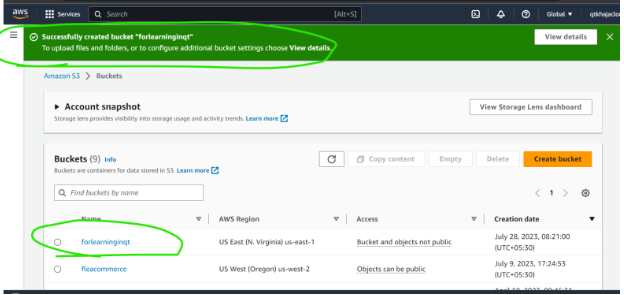 aws
Services
Search
[Alt+S]
Global
Successfully created bucket "forlearninginqt"
To upload files and folders, or to configure additional bucket settings choose View details.
View details
Amazon S3 > Buckets
Account snapshot
Storage lens provides visibility into storage usage and activity trends. Learn more
View Storage Lens dashboard
Buckets (9) Info
Buckets are containers for data stored in S3. Learn more
Copy content
Empty
Delete
Create bucket
Find buckets by name
1
Name
AWS Region
Access
Creation date
forlearninginqt
US East (N. Virginia) us-east-1
Bucket and objects not public
July 28, 2023, 08:21:00
(UTC+05:30)
fleacommerce
US West (Oregon) us-west-2
Objects can be public
July 9, 2023, 17:24:53
(UTC+05:30)